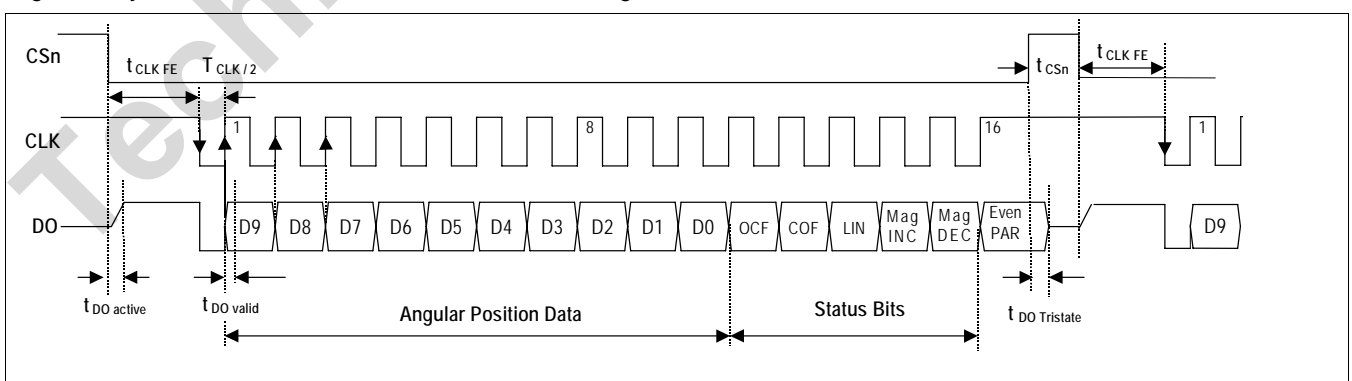 CSn
t CLK FE
T CLK / 2
t CSn
t CLK FE
CLK
1
8
16
1
DO
D9
D8
D7
D6
D5
D4
D3
D2
D1
D0
OCF
COF
LIN
Mag INC
Mag DEC
Even PAR
D9
t DO active
t DO valid
Angular Position Data
Status Bits
t DO Tristate
Tech